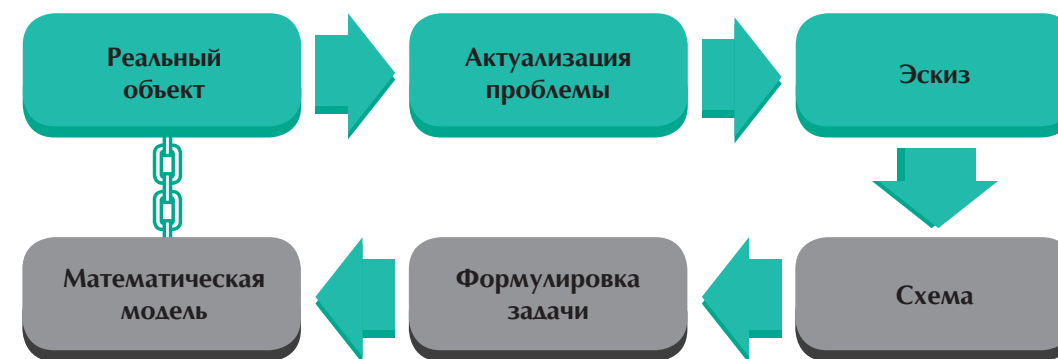 Реальный
объект
Актуализация
проблемы
Эскиз
Математическая
модель
Формулировка
задачи
Схема